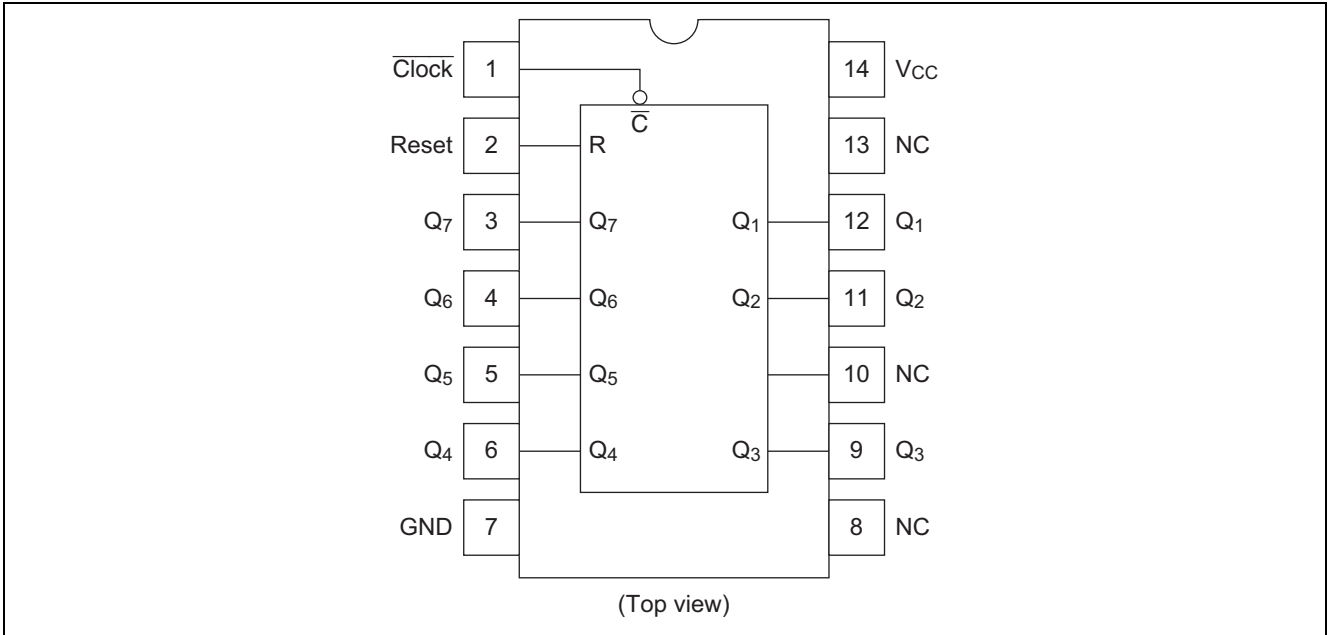 C̅l̅o̅c̅k̅ 1 14 VCC
C̅
Reset 2 R 13 NC
Q7 3 Q7 Q1 12 Q1
Q6 4 Q6 Q2 11 Q2
Q5 5 Q5 10 NC
Q4 6 Q4 Q3 9 Q3
GND 7 8 NC
(Top view)